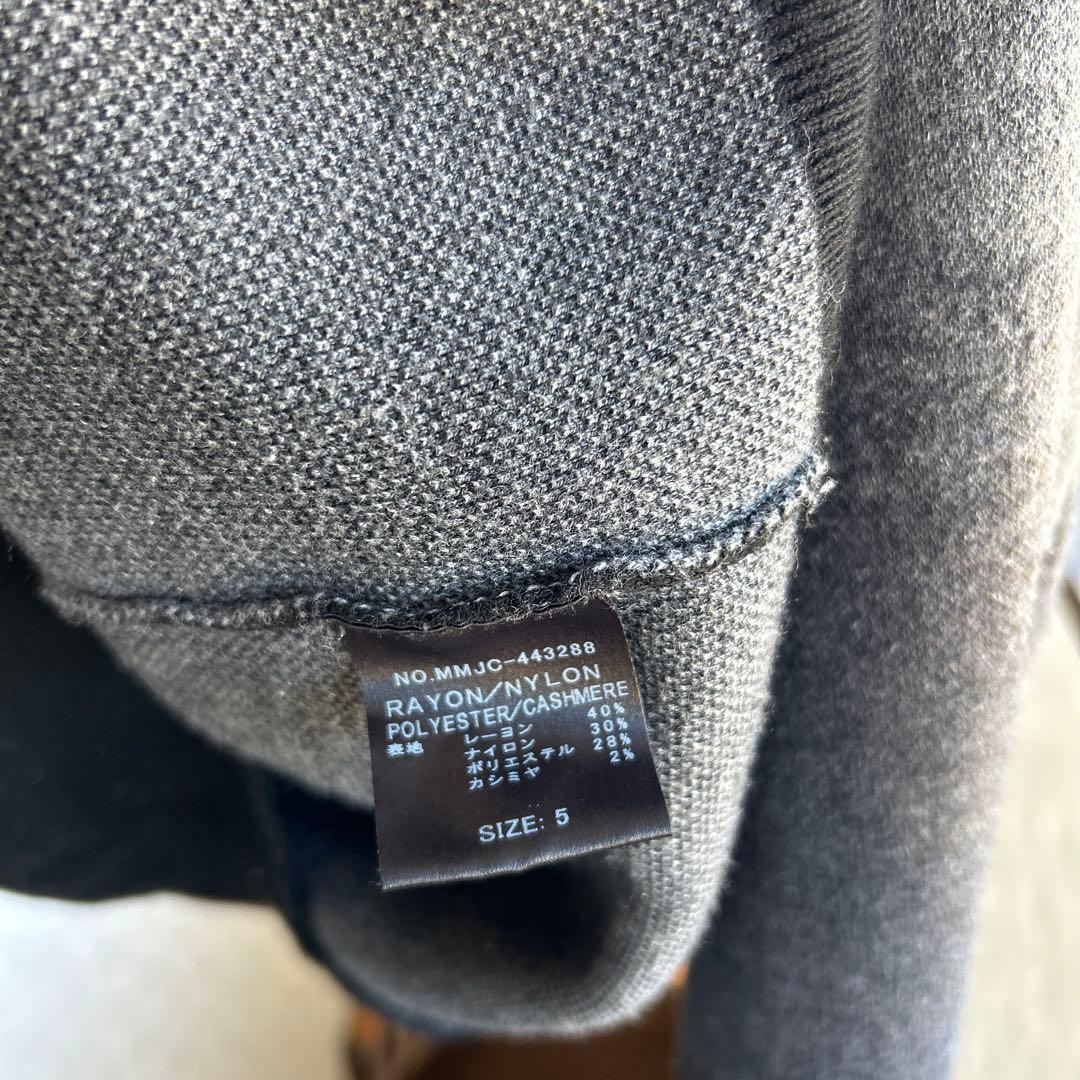 NO.MMJC-443288
RAYON/NYLON
POLYESTER/CASHMERE
表地 レーヨン 40%
ナイロン 30%
ポリエステル 28%
カシミヤ 2%
SIZE: 5